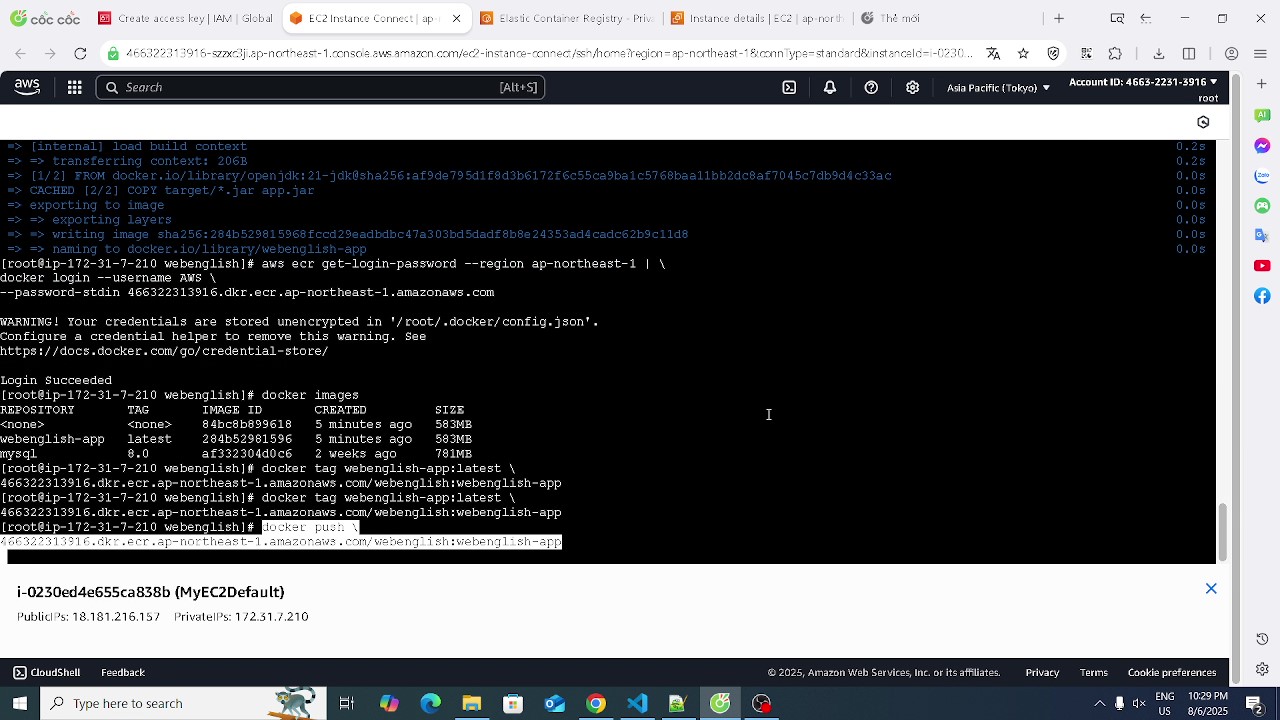 cốc cốc
Create access key | IAM | Global
EC2 Instance Connect | ap-
Elastic Container Registry - Priva
Instance details | EC2 | ap-north
Thẻ mới
466322313916-szxc3jao.ap-northeast-1.console.aws.amazon.com/ec2-instance-connect/ssh/home?region=ap-northeast-1&connType=standard&instanceId=i-0230...
aws
Search
[Alt+S]
Asia Pacific (Tokyo)
Account ID: 4663-2231-3916
root
=> [internal] load build context 0.2s
=> => transferring context: 206B 0.2s
=> [1/2] FROM docker.io/library/openjdk:21-jdk@sha256:af9de795d1f8d3b6172f6c55ca9ba1c5768baa11bb2dc8af7045c7db9d4c33ac 0.0s
=> CACHED [2/2] COPY target/*.jar app.jar 0.0s
=> exporting to image 0.0s
=> => exporting layers 0.0s
=> => writing image sha256:284b529815968fccd29eadbdbc47a303bd5dadf8b8e24353ad4cadc62b9c11d8 0.0s
=> => naming to docker.io/library/webenglish-app 0.0s
[root@ip-172-31-7-210 webenglish]# aws ecr get-login-password --region ap-northeast-1 | \
docker login --username AWS \
--password-stdin 466322313916.dkr.ecr.ap-northeast-1.amazonaws.com
WARNING! Your credentials are stored unencrypted in '/root/.docker/config.json'.
Configure a credential helper to remove this warning. See
https://docs.docker.com/go/credential-store/
Login Succeeded
[root@ip-172-31-7-210 webenglish]# docker images
REPOSITORY TAG IMAGE ID CREATED SIZE
<none> <none> 84bc8b899618 5 minutes ago 583MB
webenglish-app latest 284b52981596 5 minutes ago 583MB
mysql 8.0 af332304d0c6 2 weeks ago 781MB
[root@ip-172-31-7-210 webenglish]# docker tag webenglish-app:latest \
466322313916.dkr.ecr.ap-northeast-1.amazonaws.com/webenglish:webenglish-app
[root@ip-172-31-7-210 webenglish]# docker tag webenglish-app:latest \
466322313916.dkr.ecr.ap-northeast-1.amazonaws.com/webenglish:webenglish-app
[root@ip-172-31-7-210 webenglish]# docker push \
466322313916.dkr.ecr.ap-northeast-1.amazonaws.com/webenglish:webenglish-app
i-0230ed4e655ca838b (MyEC2Default)
PublicIPs: 18.181.216.157 PrivateIPs: 172.31.7.210
CloudShell
Feedback
© 2025, Amazon Web Services, Inc. or its affiliates.
Privacy
Terms
Cookie preferences
Type here to search
ENG
US
10:29 PM
8/6/2025
2
AI
Zalo